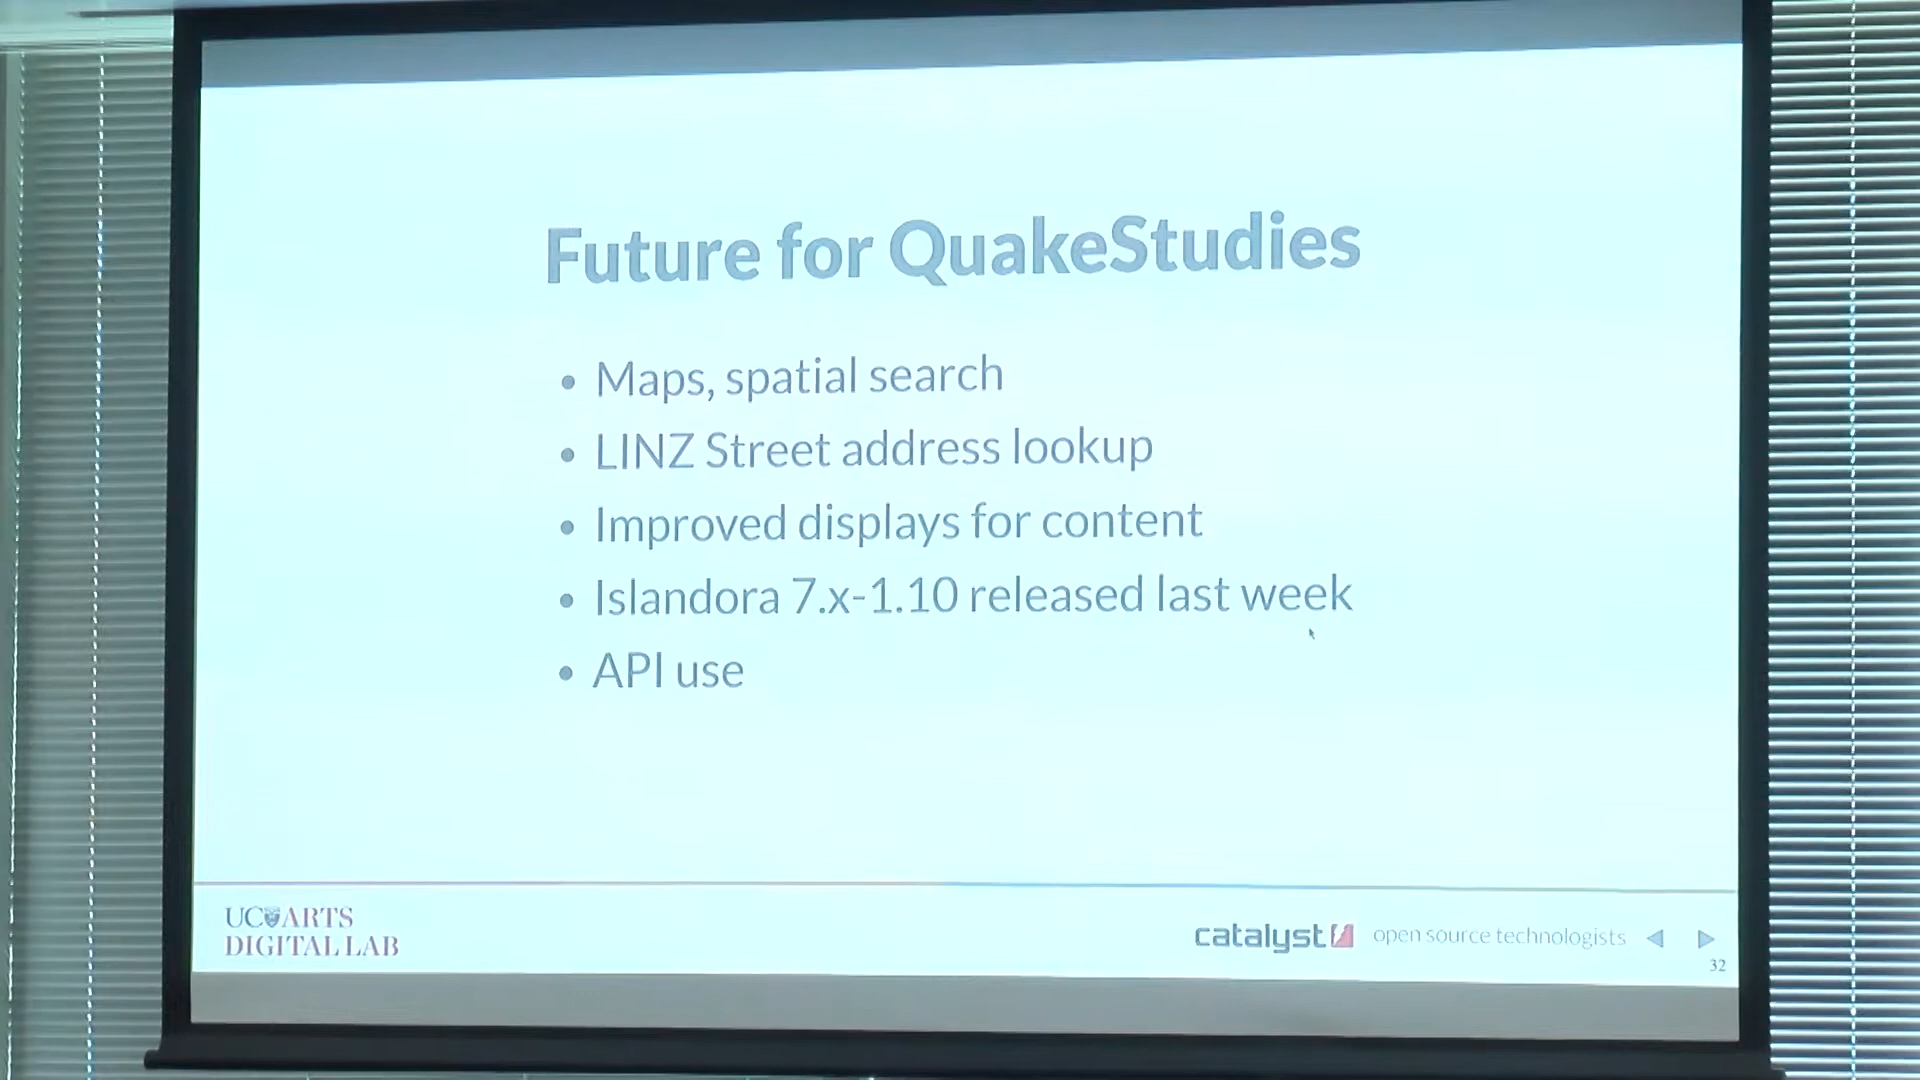 Future for QuakeStudies
• Maps, spatial search
• LINZ Street address lookup
• Improved displays for content
• Islandora 7.x-1.10 released last week
• API use
UC ARTS
DIGITAL LAB
catalyst open source technologists
32